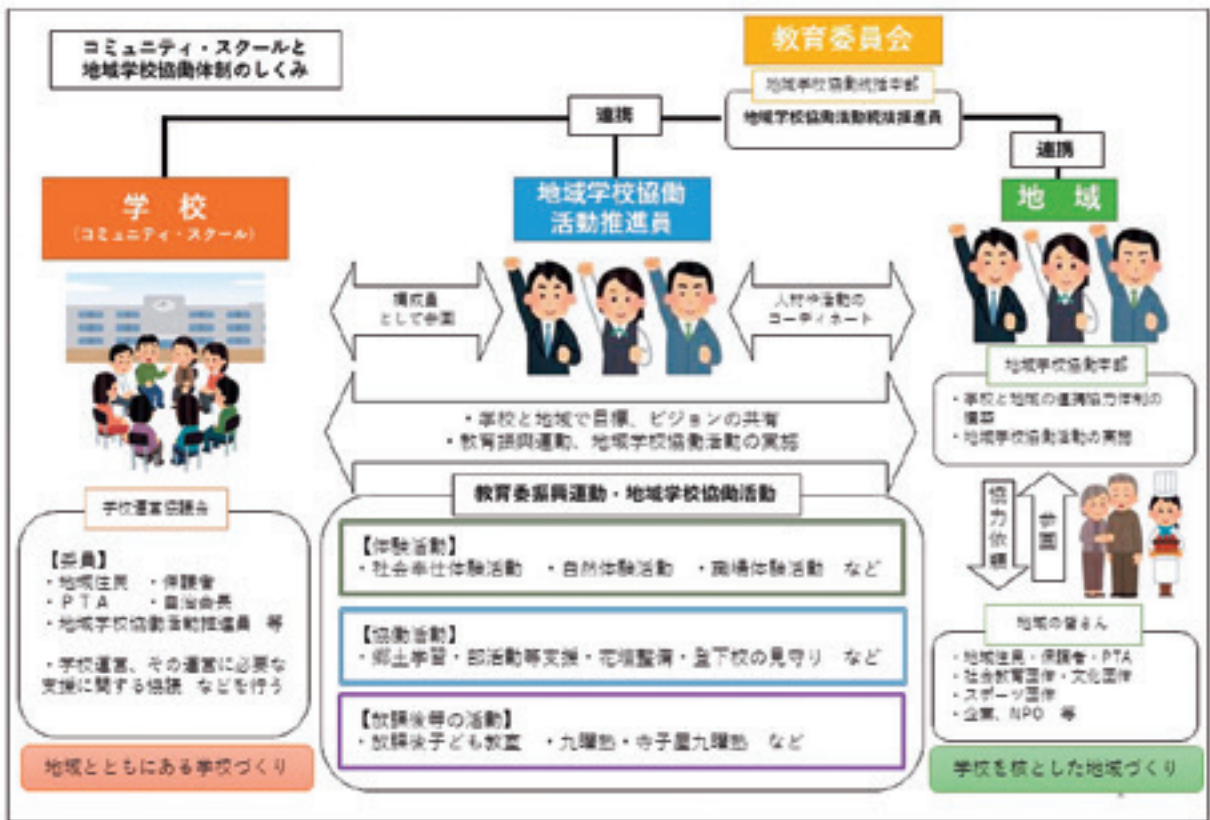 コミュニティ・スクールと
地域学校協働体制のしくみ
教育委員会
地域学校協働統括本部
地域学校協働活動統括推進員
連携
連携
学 校
(コミュニティ・スクール)
地域学校協働
活動推進員
地 域
構成員
として参画
人材や活動の
コーディネート
・学校と地域で目標、ビジョンの共有
・教育振興運動、地域学校協働活動の実施
地域学校協働本部
・学校と地域の連携協力体制の
構築
・地域学校協働活動の実施
協力依頼
参画
学校運営協議会
【委員】
・地域住民 ・保護者
・PTA ・自治会長
・地域学校協働活動推進員 等
・学校運営、その運営に必要な
支援に関する協議 などを行う
地域とともにある学校づくり
教育委振興運動・地域学校協働活動
【体験活動】
・社会奉仕体験活動 ・自然体験活動 ・職場体験活動 など
【協働活動】
・郷土学習・部活動等支援・花壇整備・登下校の見守り など
【放課後等の活動】
・放課後子ども教室 ・九曜塾・寺子屋九曜塾 など
地域の皆さん
・地域住民・保護者・PTA
・社会教育団体・文化団体
・スポーツ団体
・企業、NPO 等
学校を核とした地域づくり